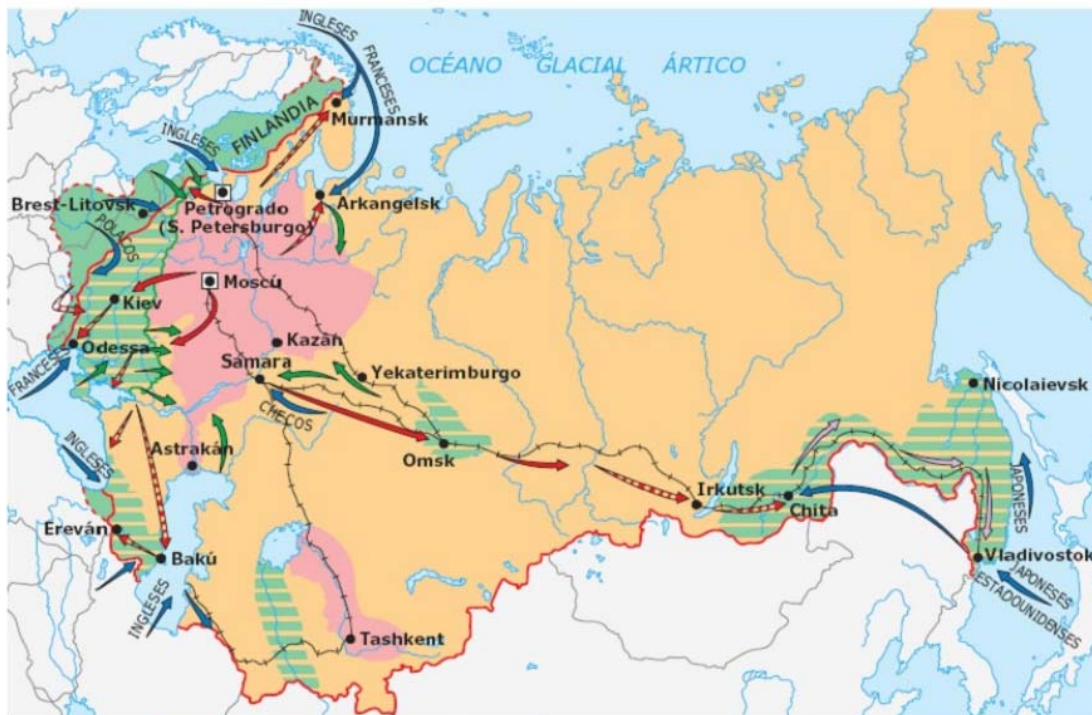 INGLESES
FRANCESES
OCÉANO GLACIAL ÁRTICO
FINLANDIA
Murmansk
INGLESES
Brest-Litovsk
Petrogrado
(S. Petersburgo)
Arkangelsk
POLACOS
Moscú
Kiev
Odessa
Kazán
Sámara
Yekaterimburgo
Nicolaievsk
FRANCESES
CHECOS
Astrakán
Omsk
INGLESES
Irkutsk
Chita
JAPONESES
Ereván
Bakú
Vladivostok
JAPONESES
ESTADOUNIDENSES
INGLESES
Tashkent